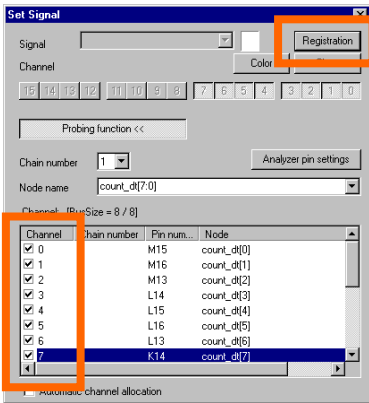 Set Signal
Signal
Registration
Channel
Color
15 14 13 12 11 10 9 8 7 6 5 4 3 2 1 0
Probing function <<
Chain number 1 Analyzer pin settings
Node name count_dt[7:0]
Channel [BusSize = 8 / 8]
Channel Chain number Pin num... Node
0 M15 count_dt[0]
1 M16 count_dt[1]
2 M13 count_dt[2]
3 L14 count_dt[3]
4 L15 count_dt[4]
5 L16 count_dt[5]
6 L13 count_dt[6]
7 K14 count_dt[7]
Automatic channel allocation